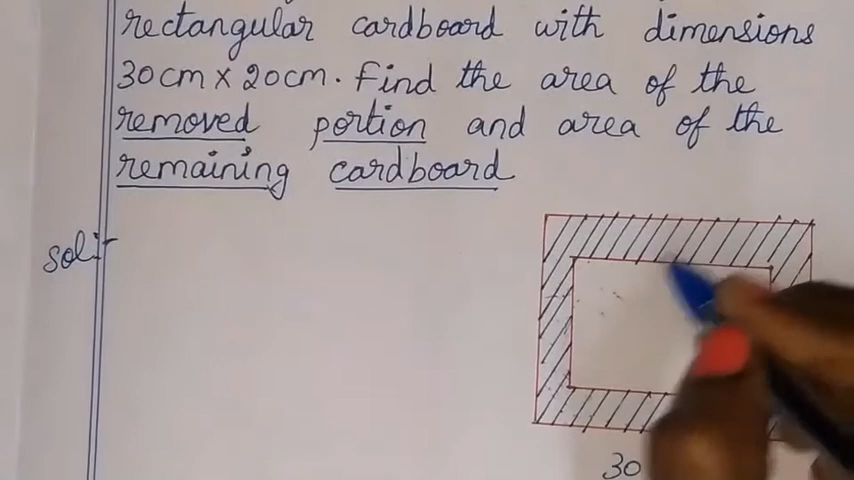 rectangular cardboard with dimensions
30cm x 20cm. Find the area of the
removed portion and area of the
remaining cardboard
sol:-
30